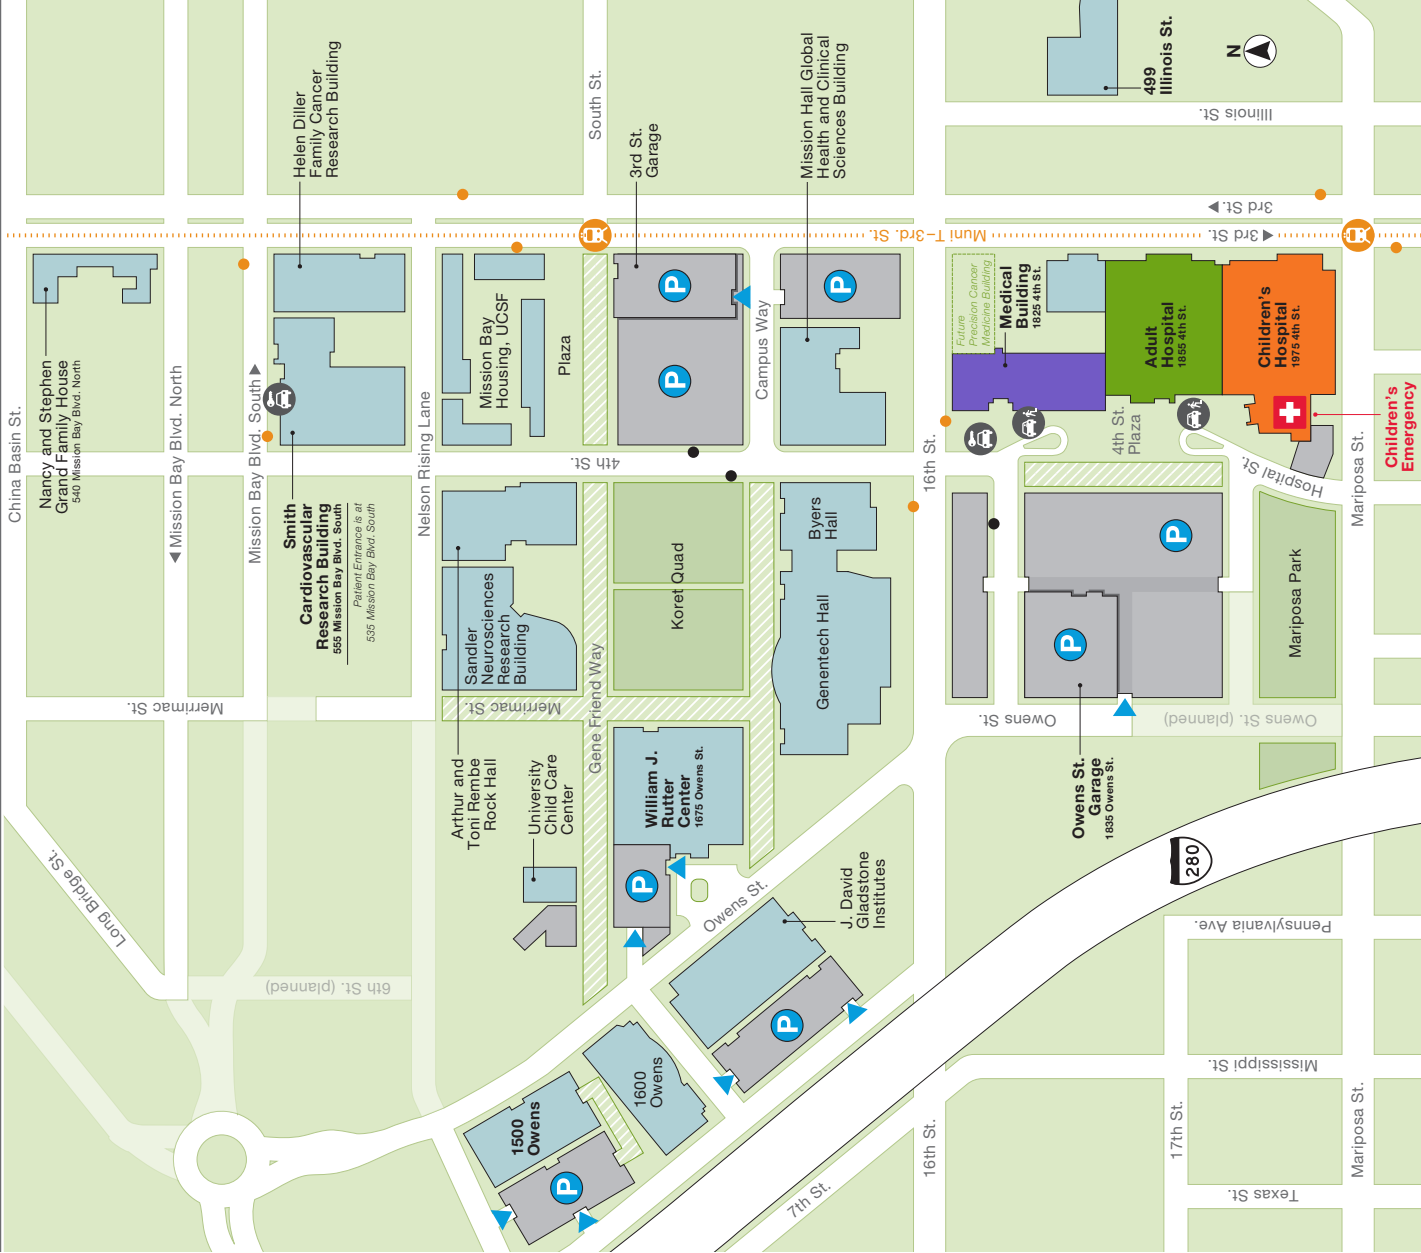 China Basin St.
Nancy and Stephen
Grand Family House
540 Mission Bay Blvd. North
Mission Bay Blvd. North
Mission Bay Blvd. South
Helen Diller
Family Cancer
Research Building
Smith
Cardiovascular
Research Building
555 Mission Bay Blvd. South
Patient Entrance is at
535 Mission Bay Blvd. South
Merrimac St.
Long Bridge St.
6th St. (planned)
Nelson Rising Lane
Mission Bay
Housing, UCSF
Plaza
South St.
3rd St.
Garage
P
P
4th St.
Arthur and
Toni Rembe
Rock Hall
Sandler
Neurosciences
Research
Building
Merrimac St.
University
Child Care
Center
Gene Friend Way
Koret Quad
William J.
Rutter
Center
1675 Owens St.
P
Owens St.
1500
Owens
P
1600
Owens
P
J. David
Gladstone
Institutes
Campus Way
Mission Hall Global
Health and Clinical
Sciences Building
P
Byers
Hall
Genentech Hall
Muni T–3rd. St.
16th St.
16th St.
7th St.
Future
Precision Cancer
Medicine Building
Medical
Building
1825 4th St.
Adult
Hospital
1855 4th St.
Children's
Hospital
1975 4th St.
4th St.
Plaza
Hospital St.
Children's
Emergency
Mariposa St.
Mariposa Park
P
P
Owens St.
Garage
1835 Owens St.
Owens St.
Owens St. (planned)
280
Pennsylvania Ave.
Mississippi St.
17th St.
Texas St.
Mariposa St.
3rd St.
3rd St.
Illinois St.
499
Illinois St.
N